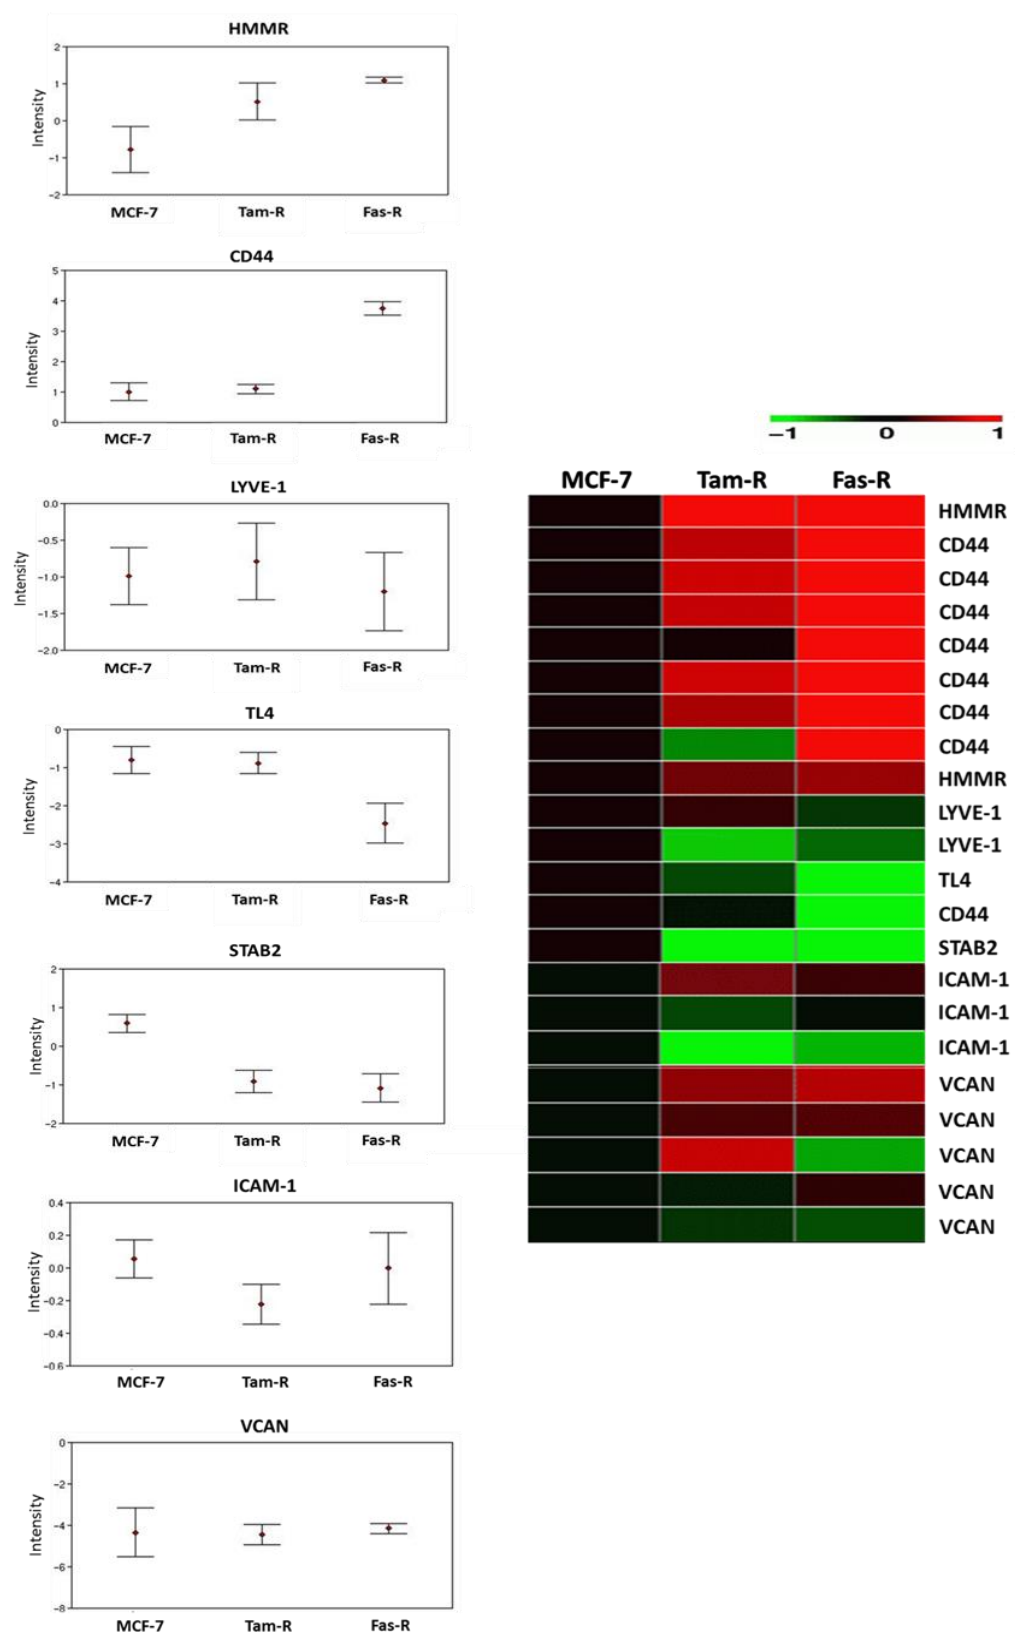 HMMR
2
1
0
−1
−2
Intensity
MCF-7 Tam-R Fas-R
CD44
5
4
3
2
1
0
Intensity
MCF-7 Tam-R Fas-R
LYVE-1
0.0
−0.5
−1.0
−1.5
−2.0
Intensity
MCF-7 Tam-R Fas-R
TL4
0
−1
−2
−3
−4
Intensity
MCF-7 Tam-R Fas-R
STAB2
2
1
0
−1
−2
Intensity
MCF-7 Tam-R Fas-R
ICAM-1
0.4
0.2
0.0
−0.2
−0.4
−0.6
Intensity
MCF-7 Tam-R Fas-R
VCAN
0
−2
−4
−6
−8
Intensity
MCF-7 Tam-R Fas-R
−1 0 1
MCF-7 Tam-R Fas-R
HMMR
CD44
CD44
CD44
CD44
CD44
CD44
CD44
HMMR
LYVE-1
LYVE-1
TL4
CD44
STAB2
ICAM-1
ICAM-1
ICAM-1
VCAN
VCAN
VCAN
VCAN
VCAN